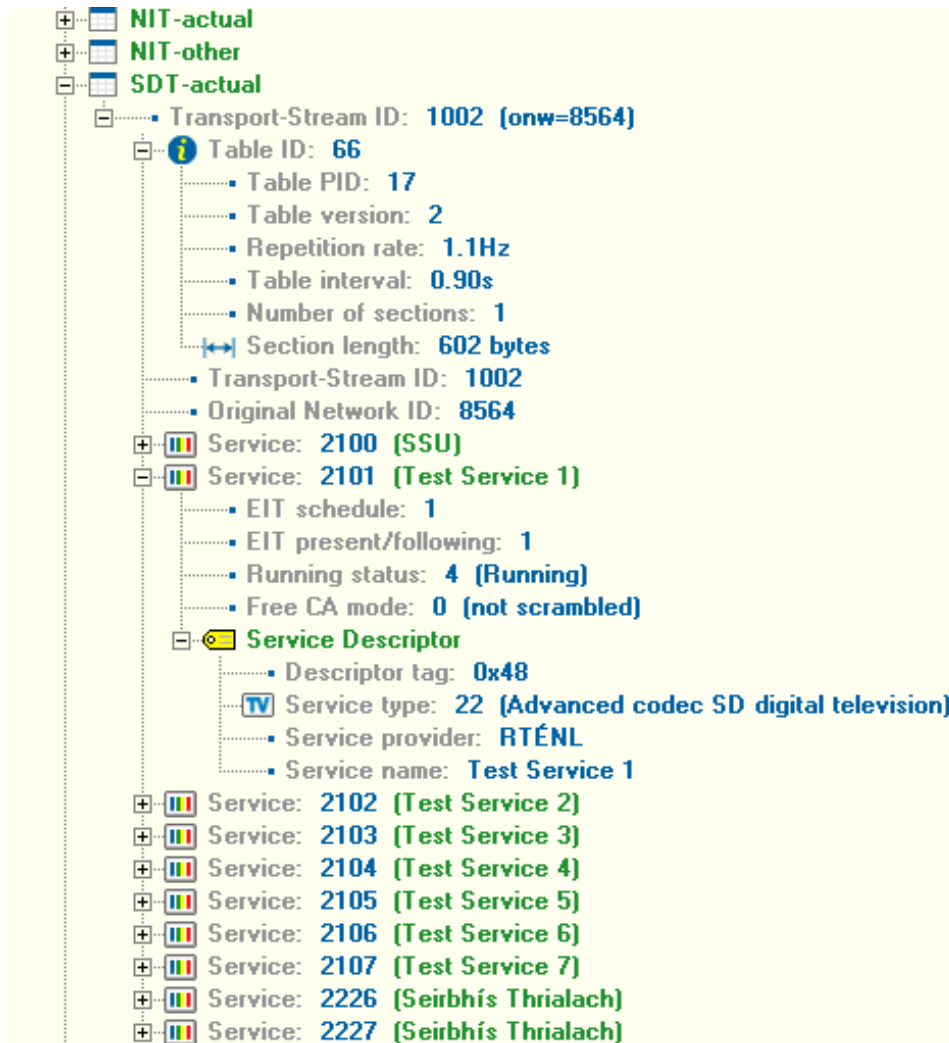 NIT-actual
NIT-other
SDT-actual
Transport-Stream ID: 1002 (onw=8564)
Table ID: 66
Table PID: 17
Table version: 2
Repetition rate: 1.1Hz
Table interval: 0.90s
Number of sections: 1
Section length: 602 bytes
Transport-Stream ID: 1002
Original Network ID: 8564
Service: 2100 (SSU)
Service: 2101 (Test Service 1)
EIT schedule: 1
EIT present/following: 1
Running status: 4 (Running)
Free CA mode: 0 (not scrambled)
Service Descriptor
Descriptor tag: 0x48
TV Service type: 22 (Advanced codec SD digital television)
Service provider: RTÉNL
Service name: Test Service 1
Service: 2102 (Test Service 2)
Service: 2103 (Test Service 3)
Service: 2104 (Test Service 4)
Service: 2105 (Test Service 5)
Service: 2106 (Test Service 6)
Service: 2107 (Test Service 7)
Service: 2226 (Seirbhís Thrialach)
Service: 2227 (Seirbhís Thrialach)